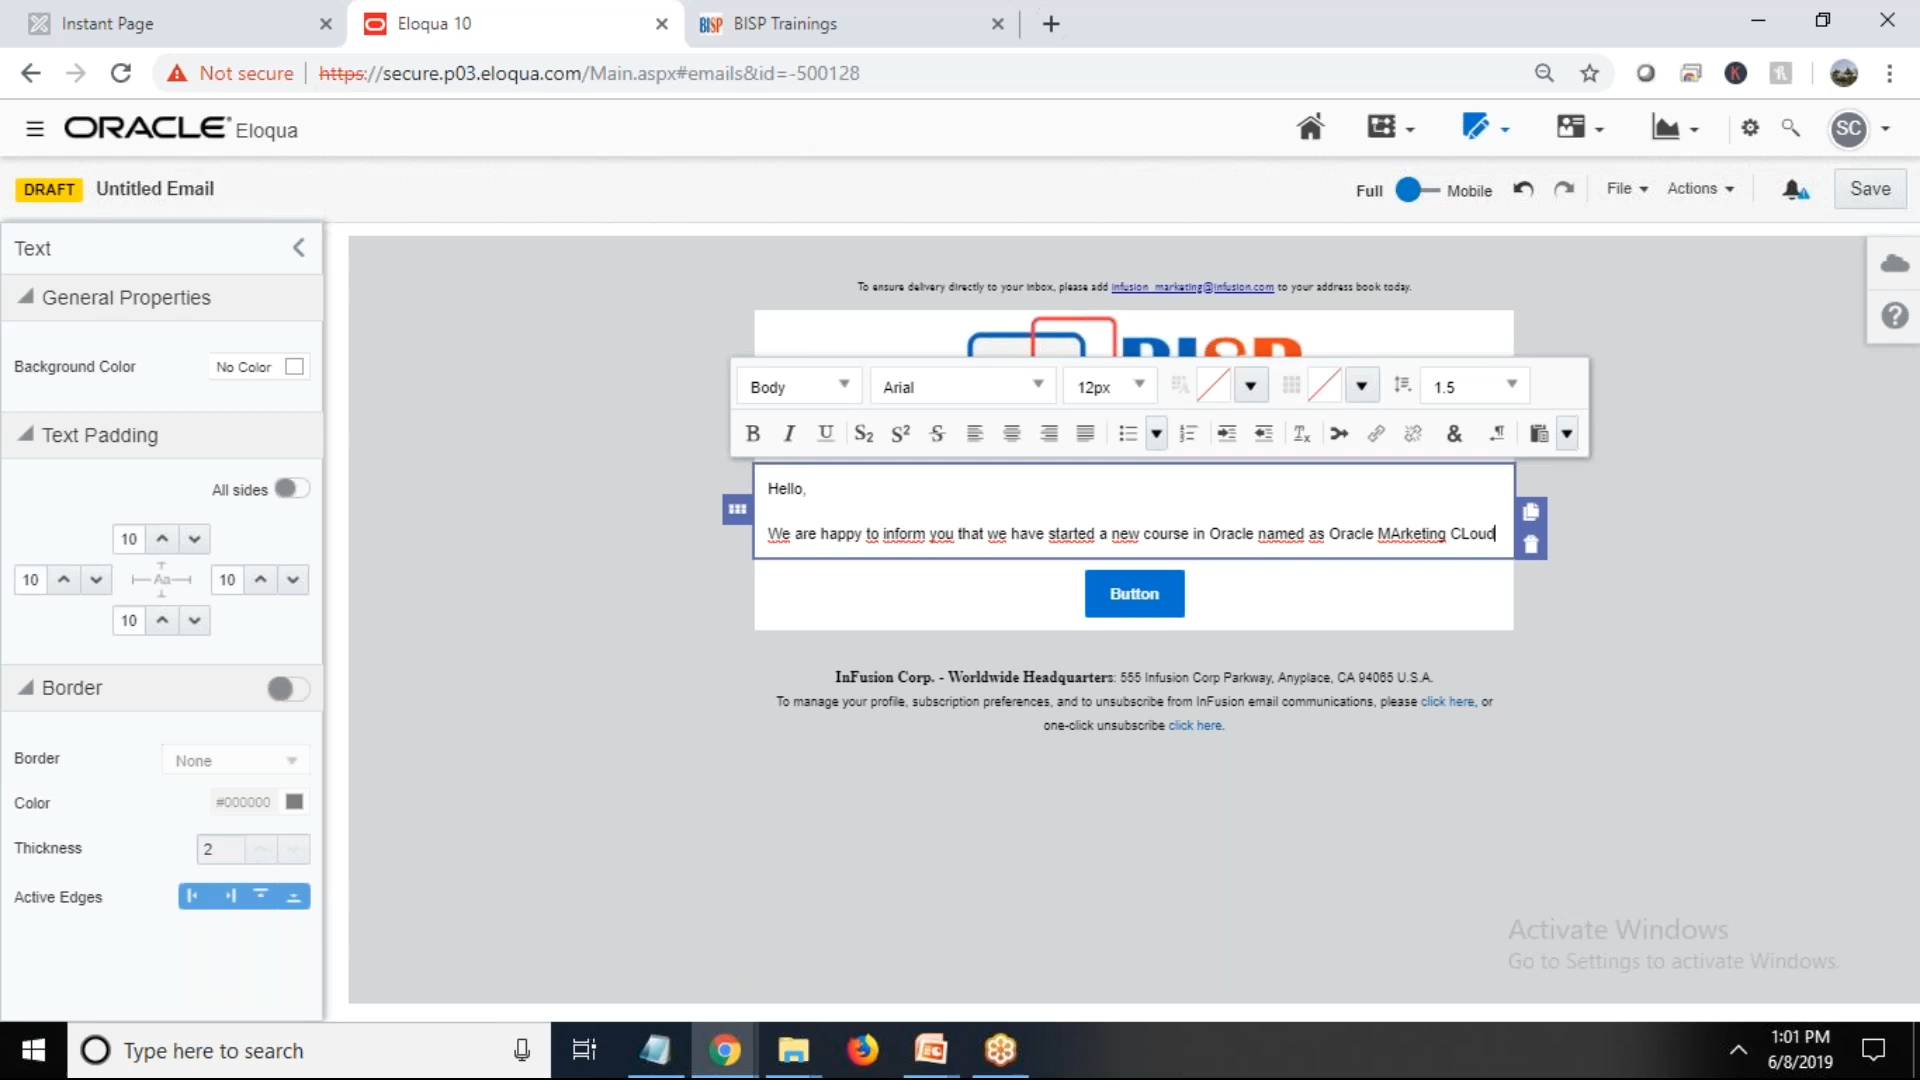 Instant Page
Eloqua 10
BISP BISP Trainings
Not secure https://secure.p03.eloqua.com/Main.aspx#emails&id=-500128
ORACLE Eloqua
SC
DRAFT Untitled Email
Full Mobile File Actions Save
Text
General Properties
Background Color No Color
Text Padding
All sides
10
10 Aa 10
10
Border
Border None
Color #000000
Thickness 2
Active Edges
To ensure delivery directly to your inbox, please add infusion_marketing@infusion.com to your address book today.
BISP
Body Arial 12px 1.5
B I U S2 S2 S Tx &
Hello,
We are happy to inform you that we have started a new course in Oracle named as Oracle MArketing CLoud
Button
InFusion Corp. - Worldwide Headquarters: 555 Infusion Corp Parkway, Anyplace, CA 94065 U.S.A.
To manage your profile, subscription preferences, and to unsubscribe from InFusion email communications, please click here, or
one-click unsubscribe click here.
Activate Windows
Go to Settings to activate Windows.
Type here to search
1:01 PM
6/8/2019